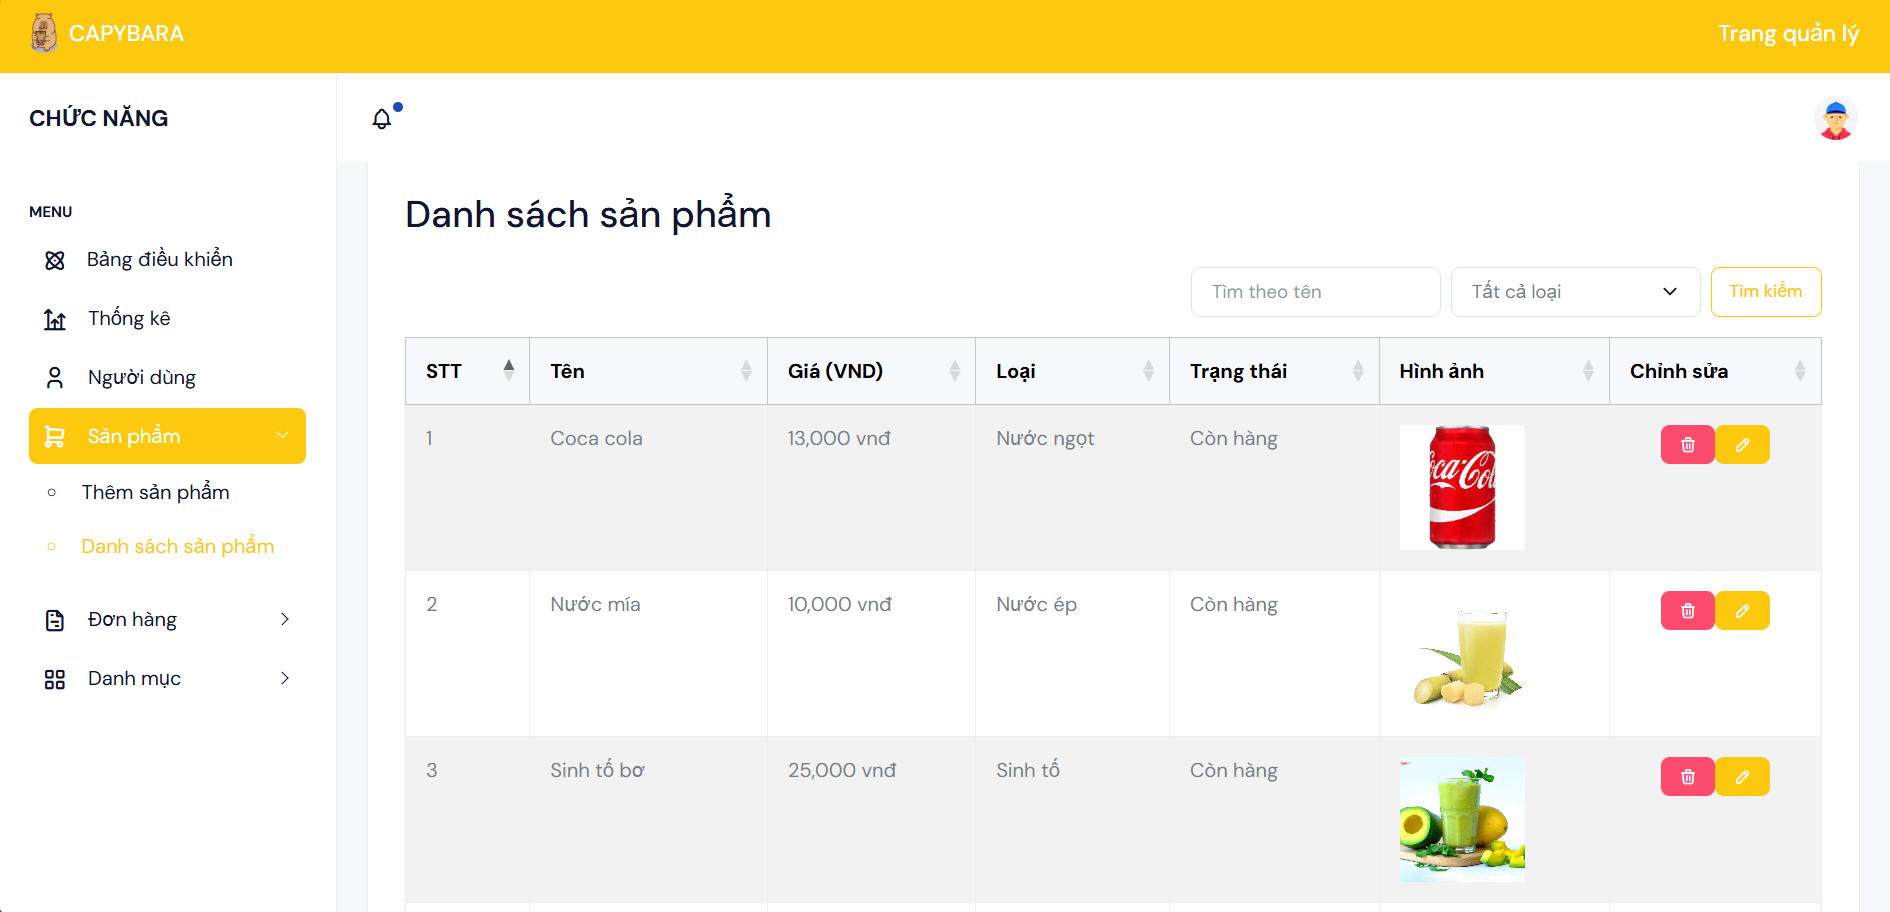 CAPYBARA
Trang quản lý
CHỨC NĂNG
MENU
Bảng điều khiển
Thống kê
Người dùng
Sản phẩm
Thêm sản phẩm
Danh sách sản phẩm
Đơn hàng
Danh mục
Danh sách sản phẩm
Tìm theo tên
Tất cả loại
Tìm kiếm
STT Tên Giá (VND) Loại Trạng thái Hình ảnh Chỉnh sửa
1 Coca cola 13,000 vnđ Nước ngọt Còn hàng
Coca-Cola
2 Nước mía 10,000 vnđ Nước ép Còn hàng
3 Sinh tố bơ 25,000 vnđ Sinh tố Còn hàng